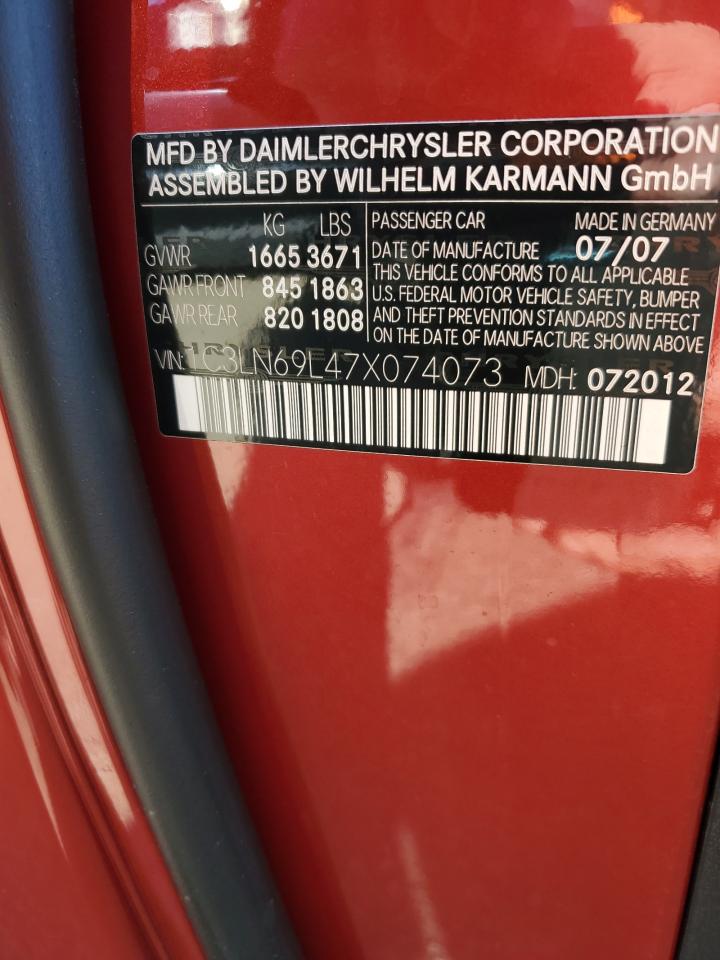 MFD BY DAIMLERCHRYSLER CORPORATION
ASSEMBLED BY WILHELM KARMANN GmbH
KG LBS
GVWR 1665 3671
GAWR FRONT 845 1863
GAWR REAR 820 1808
PASSENGER CAR MADE IN GERMANY
DATE OF MANUFACTURE 07/07
THIS VEHICLE CONFORMS TO ALL APPLICABLE
U.S. FEDERAL MOTOR VEHICLE SAFETY, BUMPER
AND THEFT PREVENTION STANDARDS IN EFFECT
ON THE DATE OF MANUFACTURE SHOWN ABOVE
VIN: 1C3LN69L47X074073 MDH: 072012